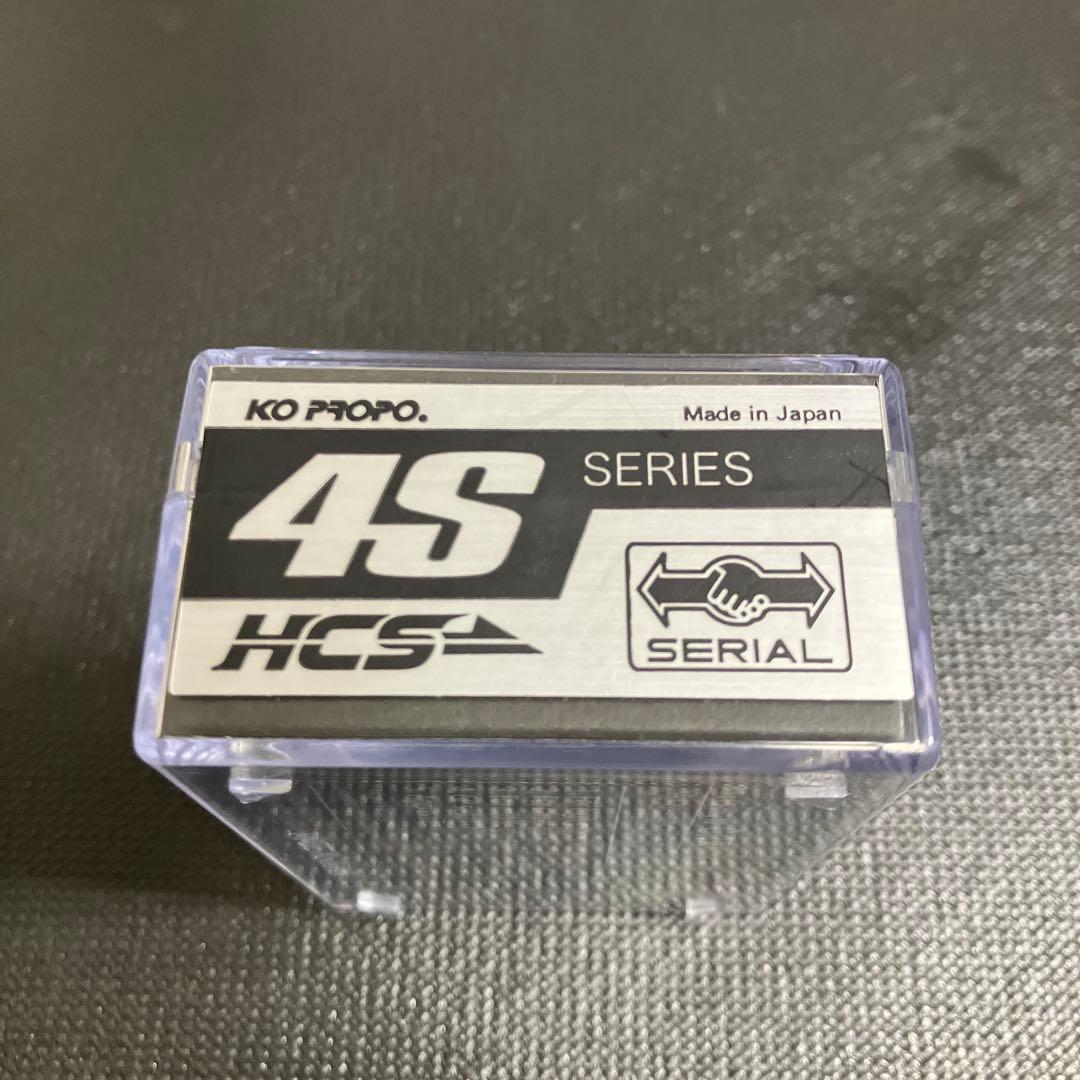 KO PROPO.
Made in Japan
4S SERIES
HCS
SERIAL